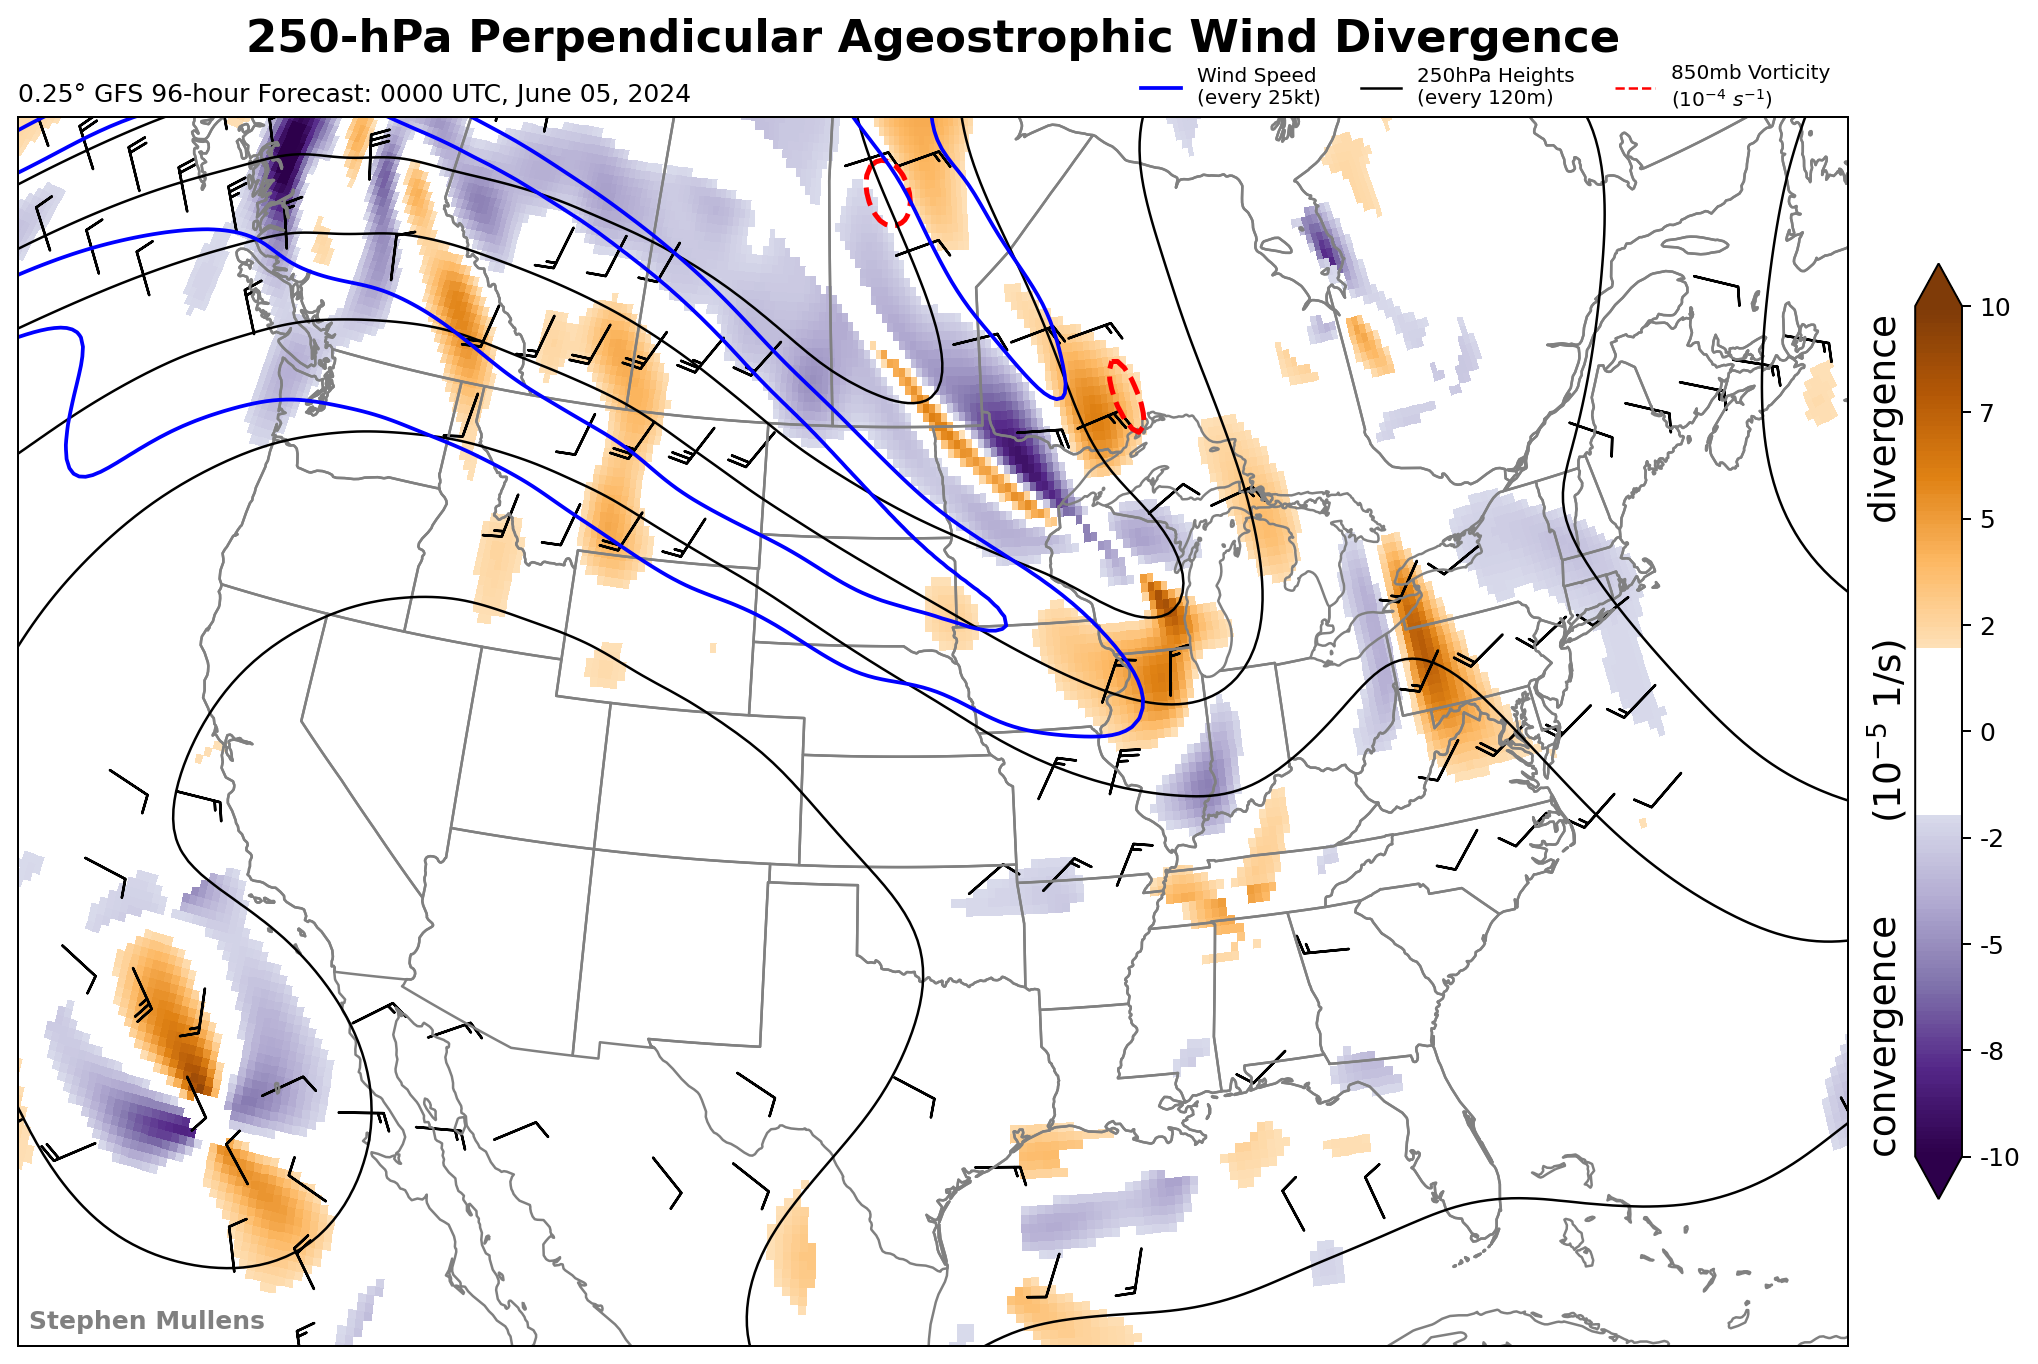 250-hPa Perpendicular Ageostrophic Wind Divergence
0.25° GFS 96-hour Forecast: 0000 UTC, June 05, 2024
Wind Speed
(every 25kt)
250hPa Heights
(every 120m)
850mb Vorticity
(10⁻⁴ s⁻¹)
10
7
5
2
0
-2
-5
-8
-10
divergence
(10⁻⁵ 1/s)
convergence
Stephen Mullens